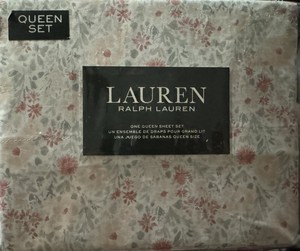 QUEEN
SET
LAUREN
RALPH LAUREN
ONE QUEEN SHEET SET
UN ENSEMBLE DE DRAPS POUR GRAND LIT
UNA JUEGO DE SABANAS QUEEN SIZE